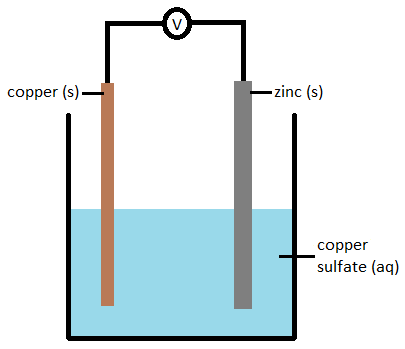 V
copper (s)
zinc (s)
copper
sulfate (aq)